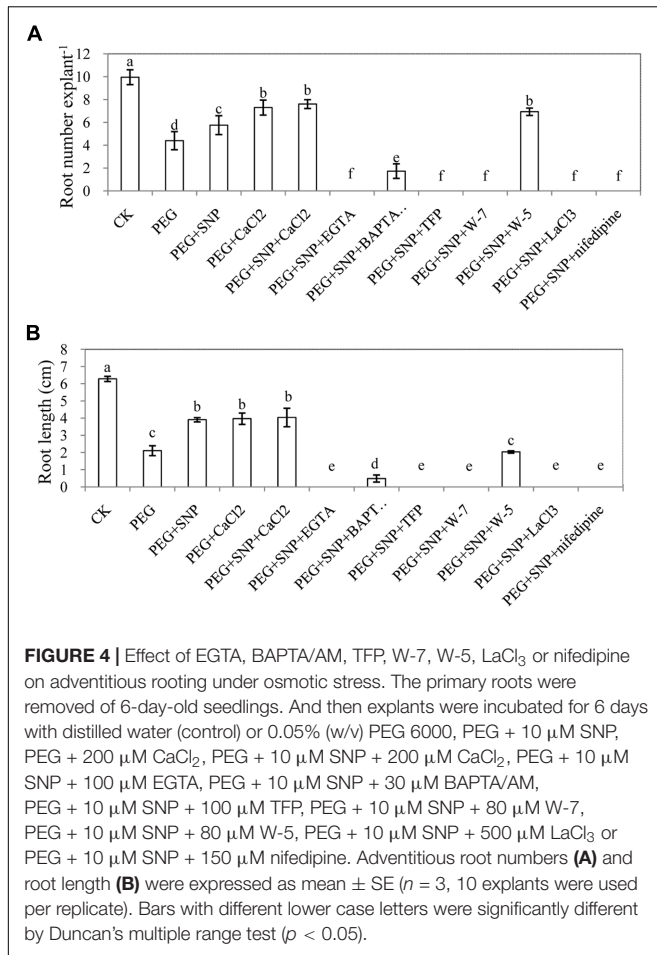 A
Root number explant-1
12
10
8
6
4
2
0
a
d
c
b
b
f
e
f
f
b
f
f
CK
PEG
PEG+SNP
PEG+CaCl2
PEG+SNP+CaCl2
PEG+SNP+EGTA
PEG+SNP+BAPTA…
PEG+SNP+TFP
PEG+SNP+W-7
PEG+SNP+W-5
PEG+SNP+LaCl3
PEG+SNP+nifedipine
B
Root length (cm)
8
7
6
5
4
3
2
1
0
a
c
b
b
b
e
d
e
e
c
e
e
CK
PEG
PEG+SNP
PEG+CaCl2
PEG+SNP+CaCl2
PEG+SNP+EGTA
PEG+SNP+BAPT…
PEG+SNP+TFP
PEG+SNP+W-7
PEG+SNP+W-5
PEG+SNP+LaCl3
PEG+SNP+nifedipine
FIGURE 4 | Effect of EGTA, BAPTA/AM, TFP, W-7, W-5, LaCl3 or nifedipine
on adventitious rooting under osmotic stress. The primary roots were
removed of 6-day-old seedlings. And then explants were incubated for 6 days
with distilled water (control) or 0.05% (w/v) PEG 6000, PEG + 10 μM SNP,
PEG + 200 μM CaCl2, PEG + 10 μM SNP + 200 μM CaCl2, PEG + 10 μM
SNP + 100 μM EGTA, PEG + 10 μM SNP + 30 μM BAPTA/AM,
PEG + 10 μM SNP + 100 μM TFP, PEG + 10 μM SNP + 80 μM W-7,
PEG + 10 μM SNP + 80 μM W-5, PEG + 10 μM SNP + 500 μM LaCl3 or
PEG + 10 μM SNP + 150 μM nifedipine. Adventitious root numbers (A) and
root length (B) were expressed as mean ± SE (n = 3, 10 explants were used
per replicate). Bars with different lower case letters were significantly different
by Duncan's multiple range test (p < 0.05).